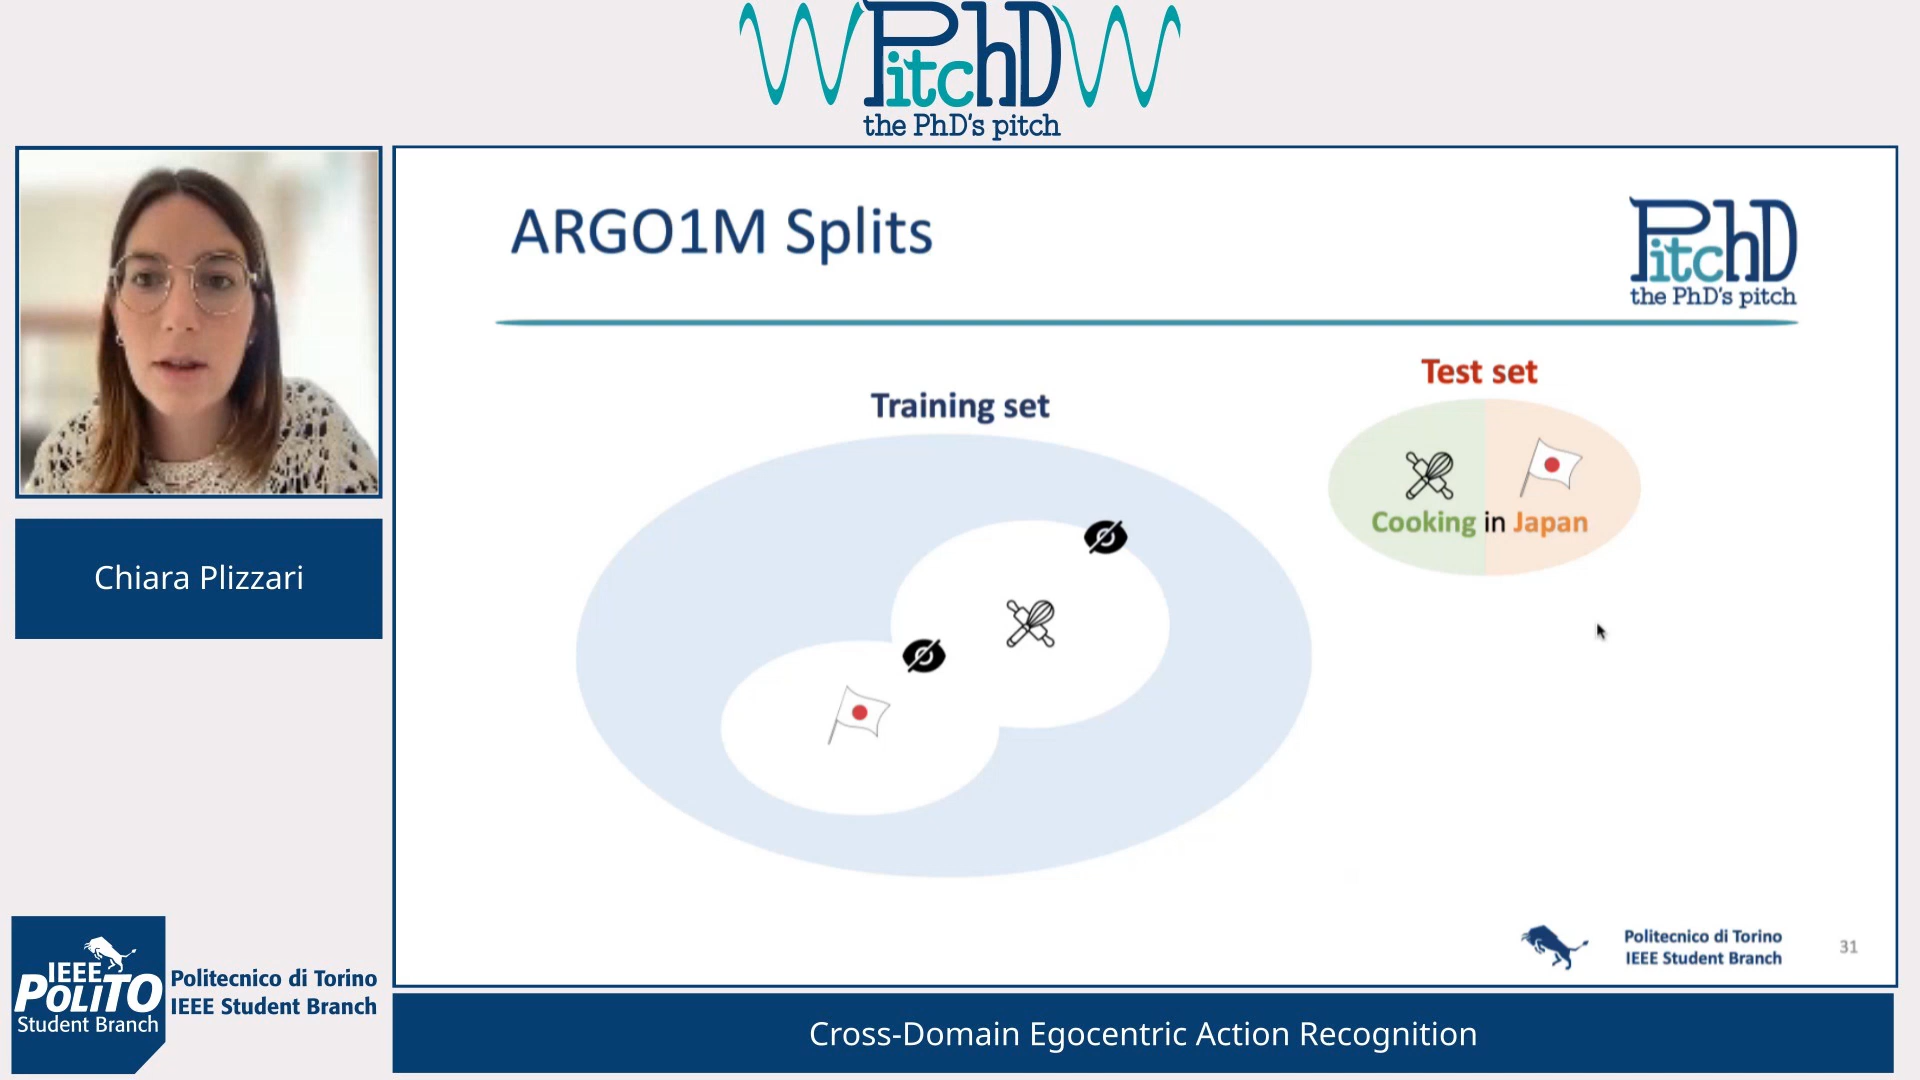 PitchD
the PhD's pitch
ARGO1M Splits
PitchD
the PhD's pitch
Test set
Training set
Cooking in Japan
Chiara Plizzari
Politecnico di Torino
IEEE Student Branch
31
IEEE
POLITO
Student Branch
Politecnico di Torino
IEEE Student Branch
Cross-Domain Egocentric Action Recognition